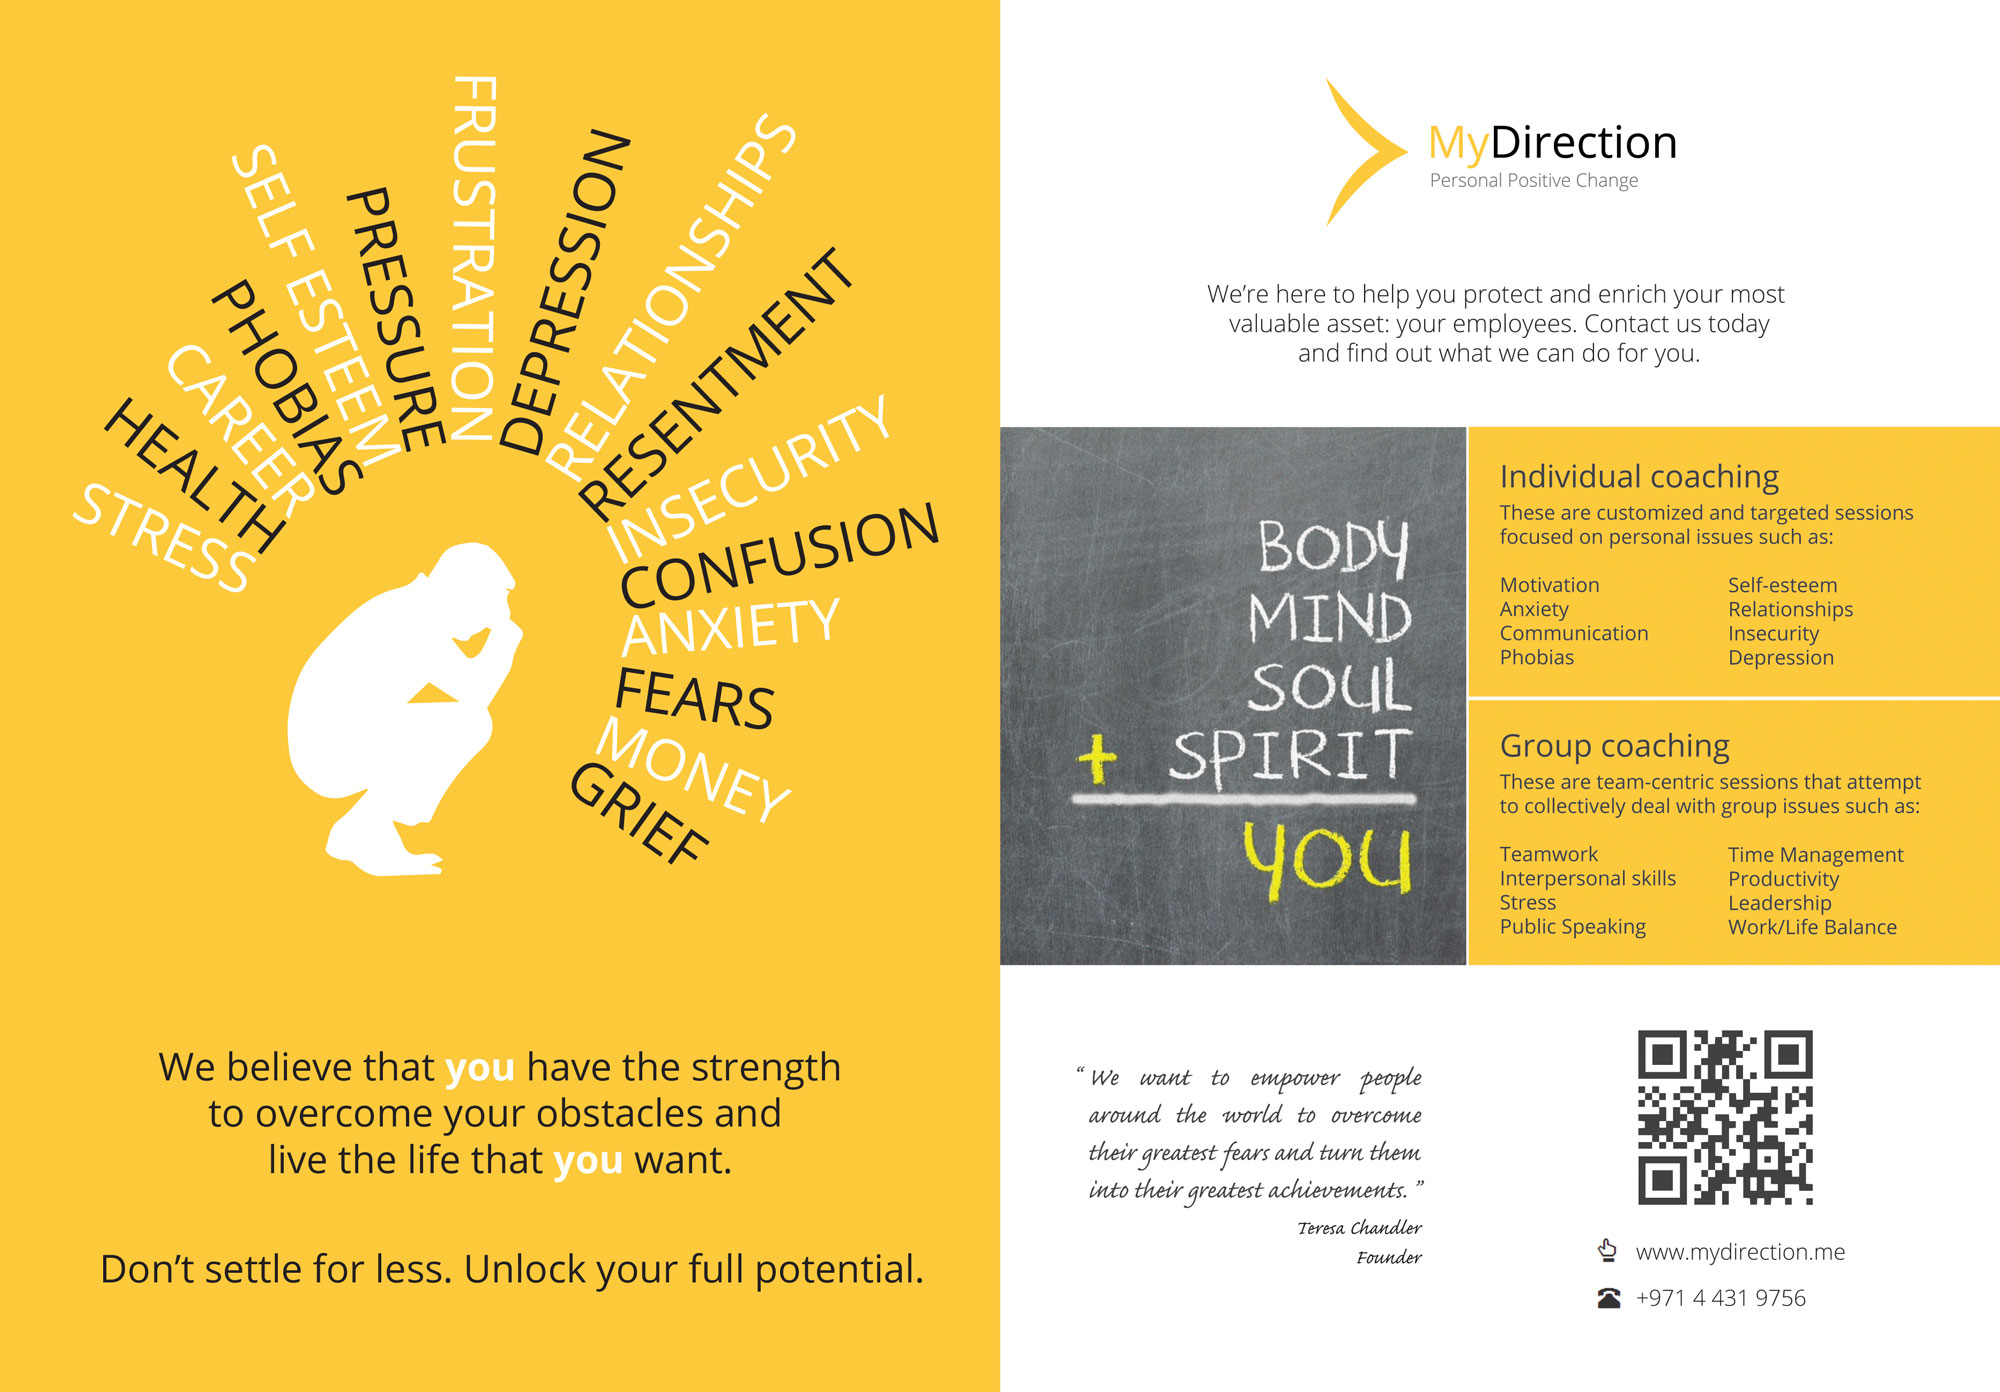 STRESS
HEALTH
CAREER
PHOBIAS
SELF ESTEEM
PRESSURE
FRUSTRATION
DEPRESSION
RELATIONSHIPS
RESENTMENT
INSECURITY
CONFUSION
ANXIETY
FEARS
MONEY
GRIEF
We believe that you have the strength
to overcome your obstacles and
live the life that you want.
Don’t settle for less. Unlock your full potential.
MyDirection
Personal Positive Change
We’re here to help you protect and enrich your most
valuable asset: your employees. Contact us today
and find out what we can do for you.
BODY
MIND
SOUL
+ SPIRIT
YOU
Individual coaching
These are customized and targeted sessions
focused on personal issues such as:
Motivation
Anxiety
Communication
Phobias
Self-esteem
Relationships
Insecurity
Depression
Group coaching
These are team-centric sessions that attempt
to collectively deal with group issues such as:
Teamwork
Interpersonal skills
Stress
Public Speaking
Time Management
Productivity
Leadership
Work/Life Balance
“ We want to empower people
around the world to overcome
their greatest fears and turn them
into their greatest achievements. ”
Teresa Chandler
Founder
www.mydirection.me
+971 4 431 9756